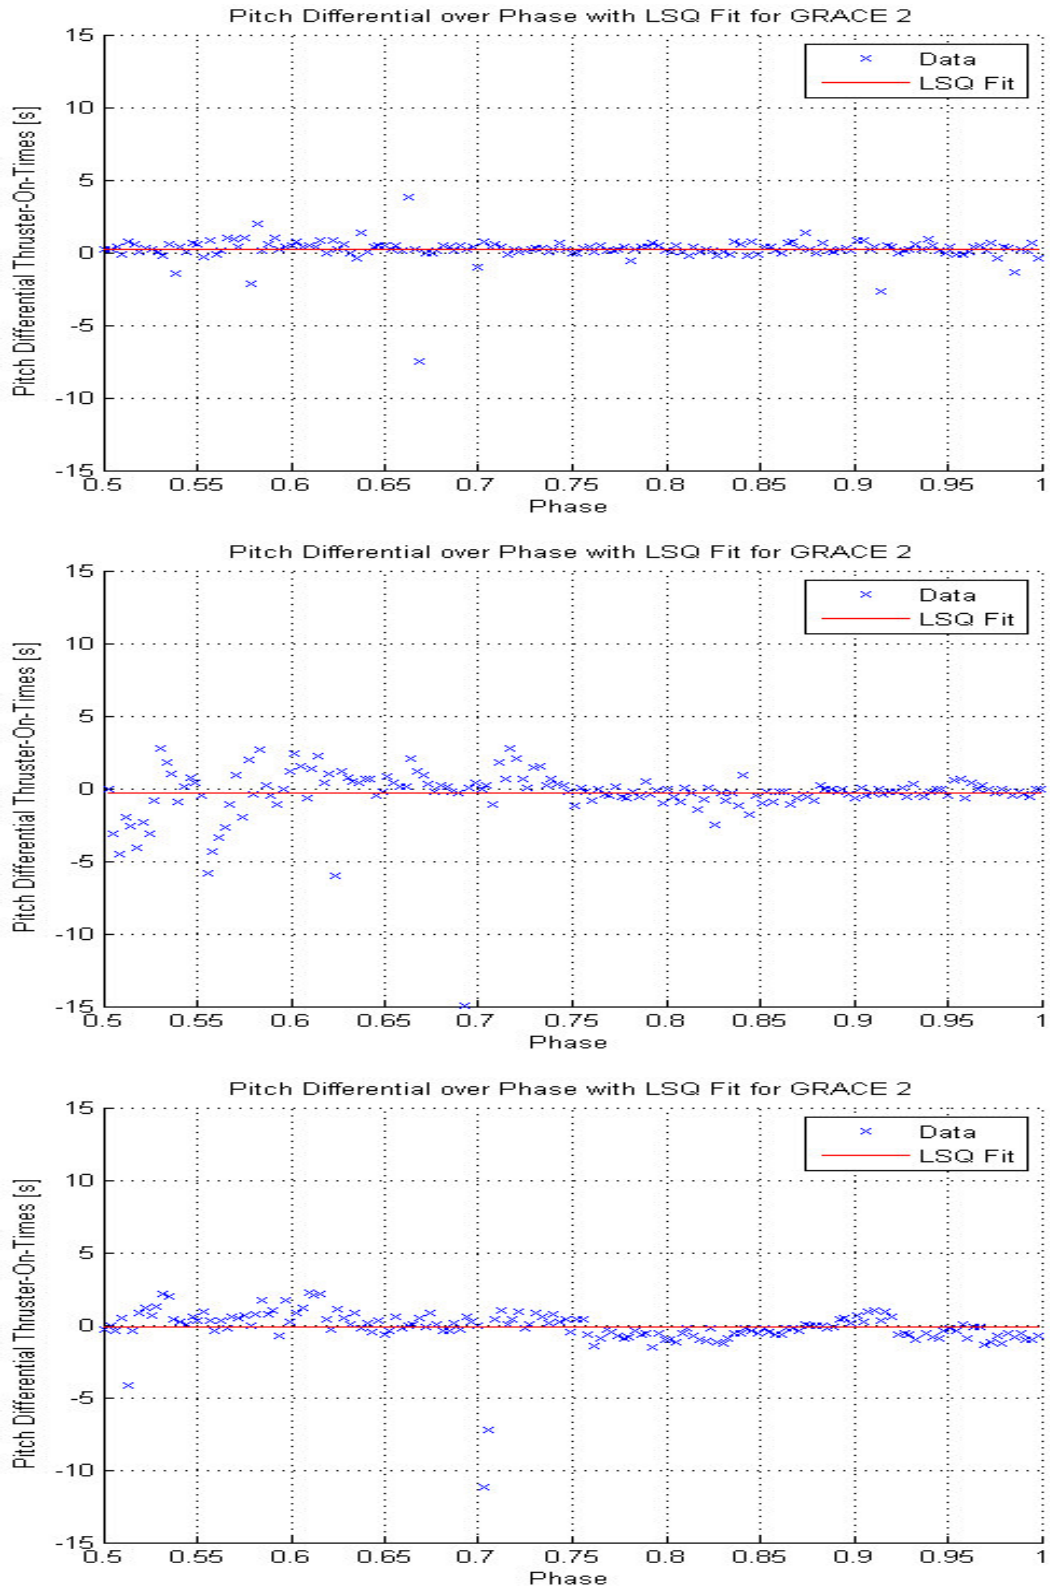 Pitch Differential over Phase with LSQ Fit for GRACE 2
Data
LSQ Fit
Pitch Differential Thruster-On-Times [s]
15
10
5
0
-5
-10
-15
0.5 0.55 0.6 0.65 0.7 0.75 0.8 0.85 0.9 0.95 1
Phase
Pitch Differential over Phase with LSQ Fit for GRACE 2
Data
LSQ Fit
Pitch Differential Thruster-On-Times [s]
15
10
5
0
-5
-10
-15
0.5 0.55 0.6 0.65 0.7 0.75 0.8 0.85 0.9 0.95 1
Phase
Pitch Differential over Phase with LSQ Fit for GRACE 2
Data
LSQ Fit
Pitch Differential Thruster-On-Times [s]
15
10
5
0
-5
-10
-15
0.5 0.55 0.6 0.65 0.7 0.75 0.8 0.85 0.9 0.95 1
Phase